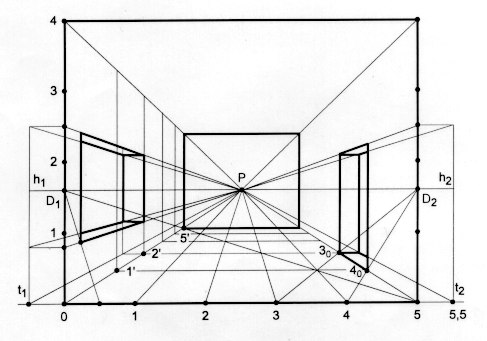 4
3
P
2
h₁
h₂
D₁
D₂
1
5'
2'
3₀
1'
4₀
t₁
t₂
0
1
2
3
4
5
5,5